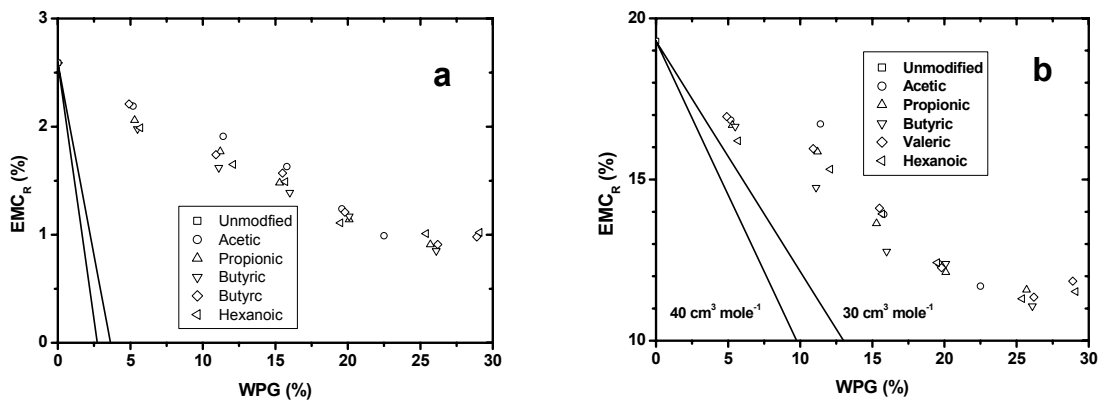 a
3
2
1
0
EMC_R (%)
Unmodfied
Acetic
Propionic
Butyric
Butyrc
Hexanoic
0 5 10 15 20 25 30
WPG (%)
b
20
15
10
EMC_R (%)
Unmodified
Acetic
Propionic
Butyric
Valeric
Hexanoic
40 cm³ mole⁻¹
30 cm³ mole⁻¹
0 5 10 15 20 25 30
WPG (%)